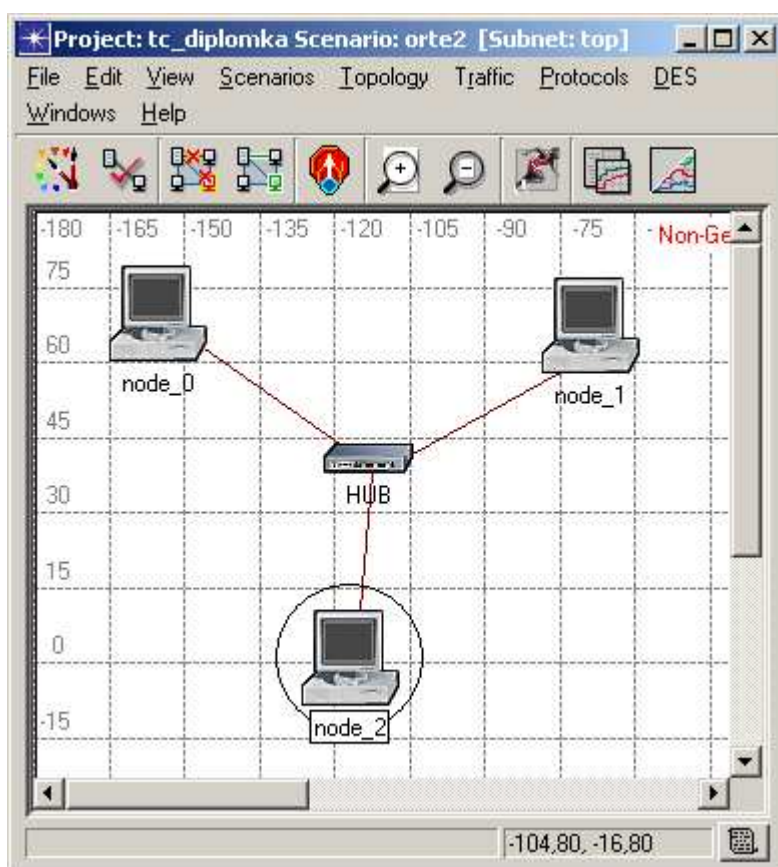 Project: tc_diplomka Scenario: orte2 [Subnet: top]
File Edit View Scenarios Topology Traffic Protocols DES
Windows Help
-180 -165 -150 -135 -120 -105 -90 -75 - Non-Ge
75
60
node_0
node_1
45
30
HUB
15
0
-15
node_2
-104,80, -16,80